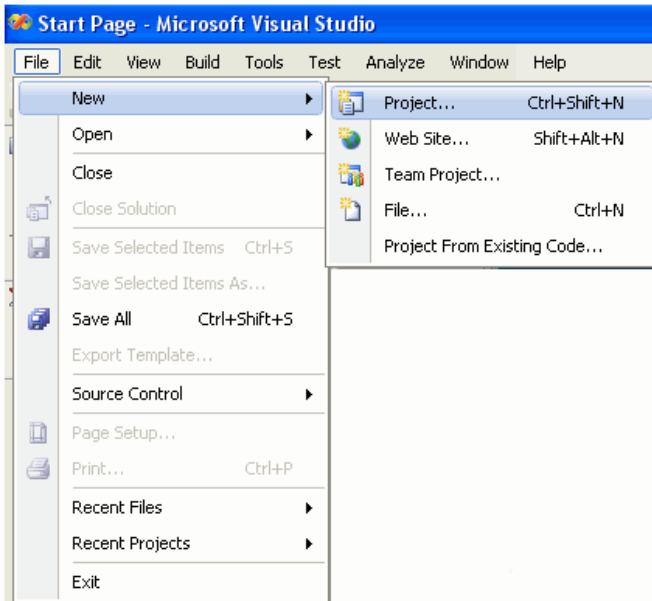 Start Page - Microsoft Visual Studio
File Edit View Build Tools Test Analyze Window Help
New
Open
Close
Close Solution
Save Selected Items Ctrl+S
Save Selected Items As...
Save All Ctrl+Shift+S
Export Template...
Source Control
Page Setup...
Print... Ctrl+P
Recent Files
Recent Projects
Exit
Project... Ctrl+Shift+N
Web Site... Shift+Alt+N
Team Project...
File... Ctrl+N
Project From Existing Code...